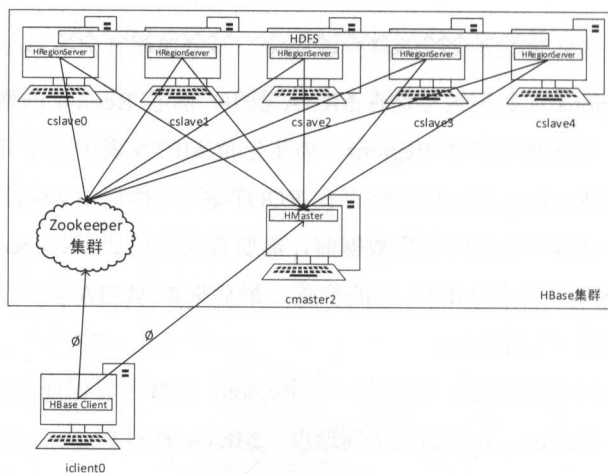 HDFS
HRegionServer
HRegionServer
HRegionServer
HRegionServer
HRegionServer
cslave0
cslave1
cslave2
cslave3
cslave4
Zookeeper
集群
HMaster
cmaster2
HBase集群
Ø
Ø
HBase Client
iclient0